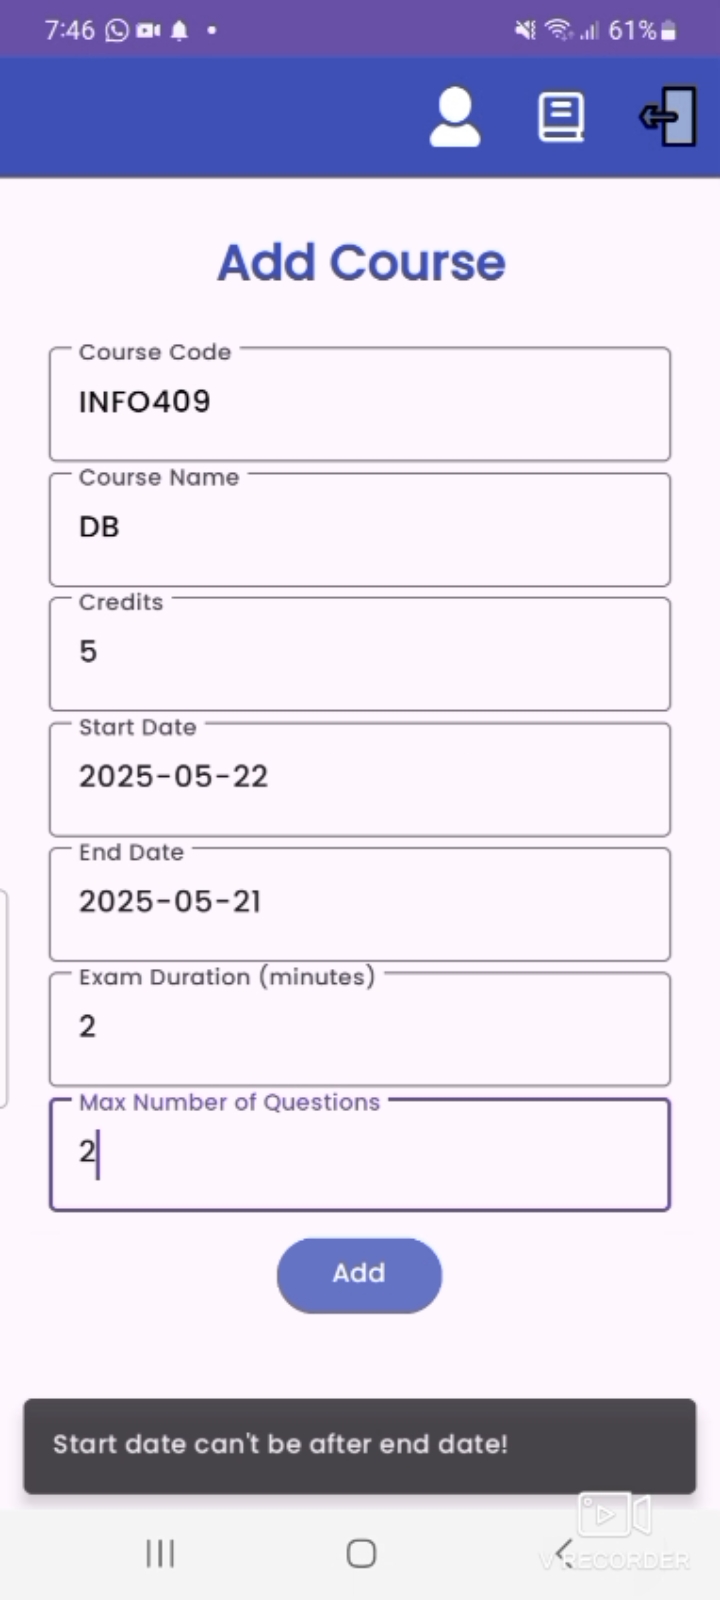 7:46
61%
Add Course
Course Code
INFO409
Course Name
DB
Credits
5
Start Date
2025-05-22
End Date
2025-05-21
Exam Duration (minutes)
2
Max Number of Questions
2
Add
Start date can't be after end date!
V RECORDER